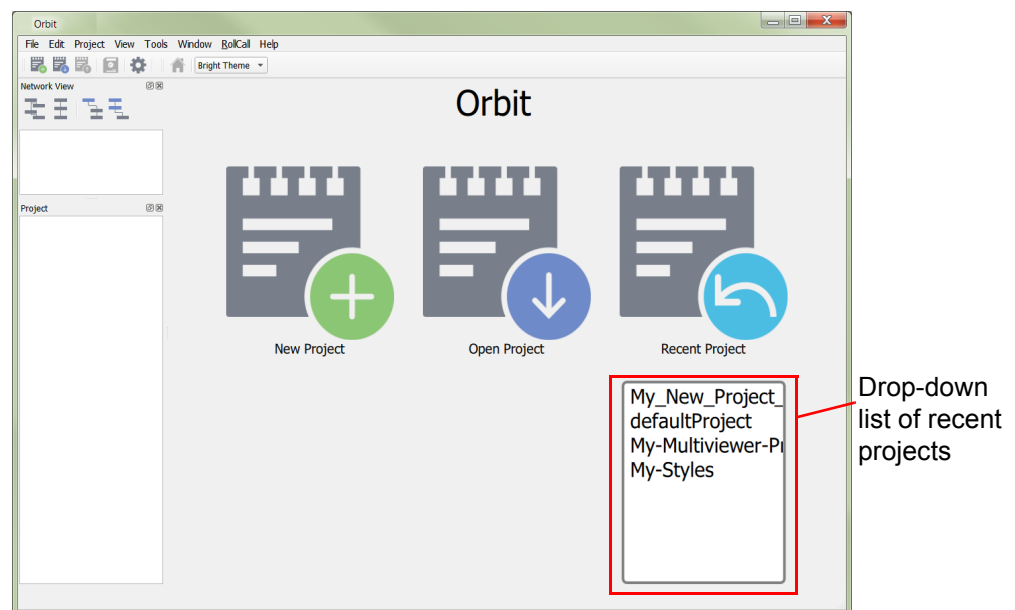 Orbit
File Edit Project View Tools Window RollCall Help
Bright Theme
Network View
Orbit
Project
New Project
Open Project
Recent Project
My_New_Project_
defaultProject
My-Multiviewer-Pr
My-Styles
Drop-down
list of recent
projects